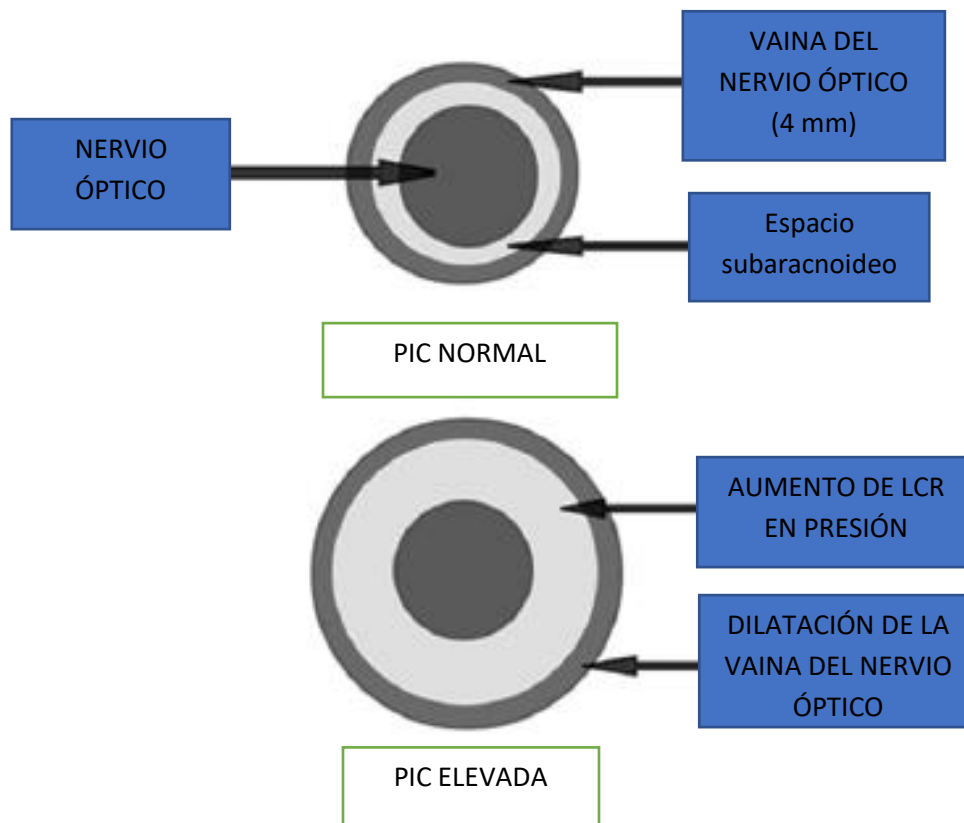 VAINA DEL
NERVIO ÓPTICO
(4 mm)
NERVIO
ÓPTICO
Espacio
subaracnoideo
PIC NORMAL
AUMENTO DE LCR
EN PRESIÓN
DILATACIÓN DE LA
VAINA DEL NERVIO
ÓPTICO
PIC ELEVADA